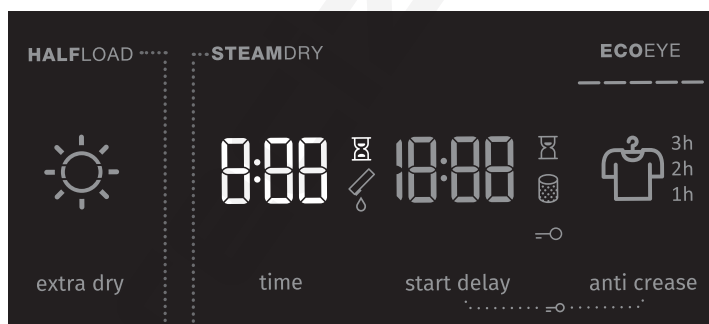 HALFLOAD
STEAMDRY
ECOEYE
8:88
18:88
3h
2h
1h
extra dry
time
start delay
anti crease